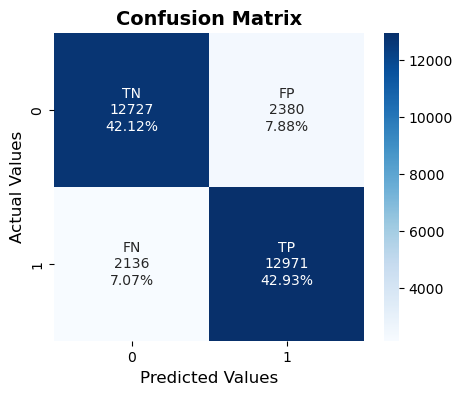 Confusion Matrix
TN
12727
42.12%
FP
2380
7.88%
FN
2136
7.07%
TP
12971
42.93%
0
1
Actual Values
0
1
Predicted Values
12000
10000
8000
6000
4000